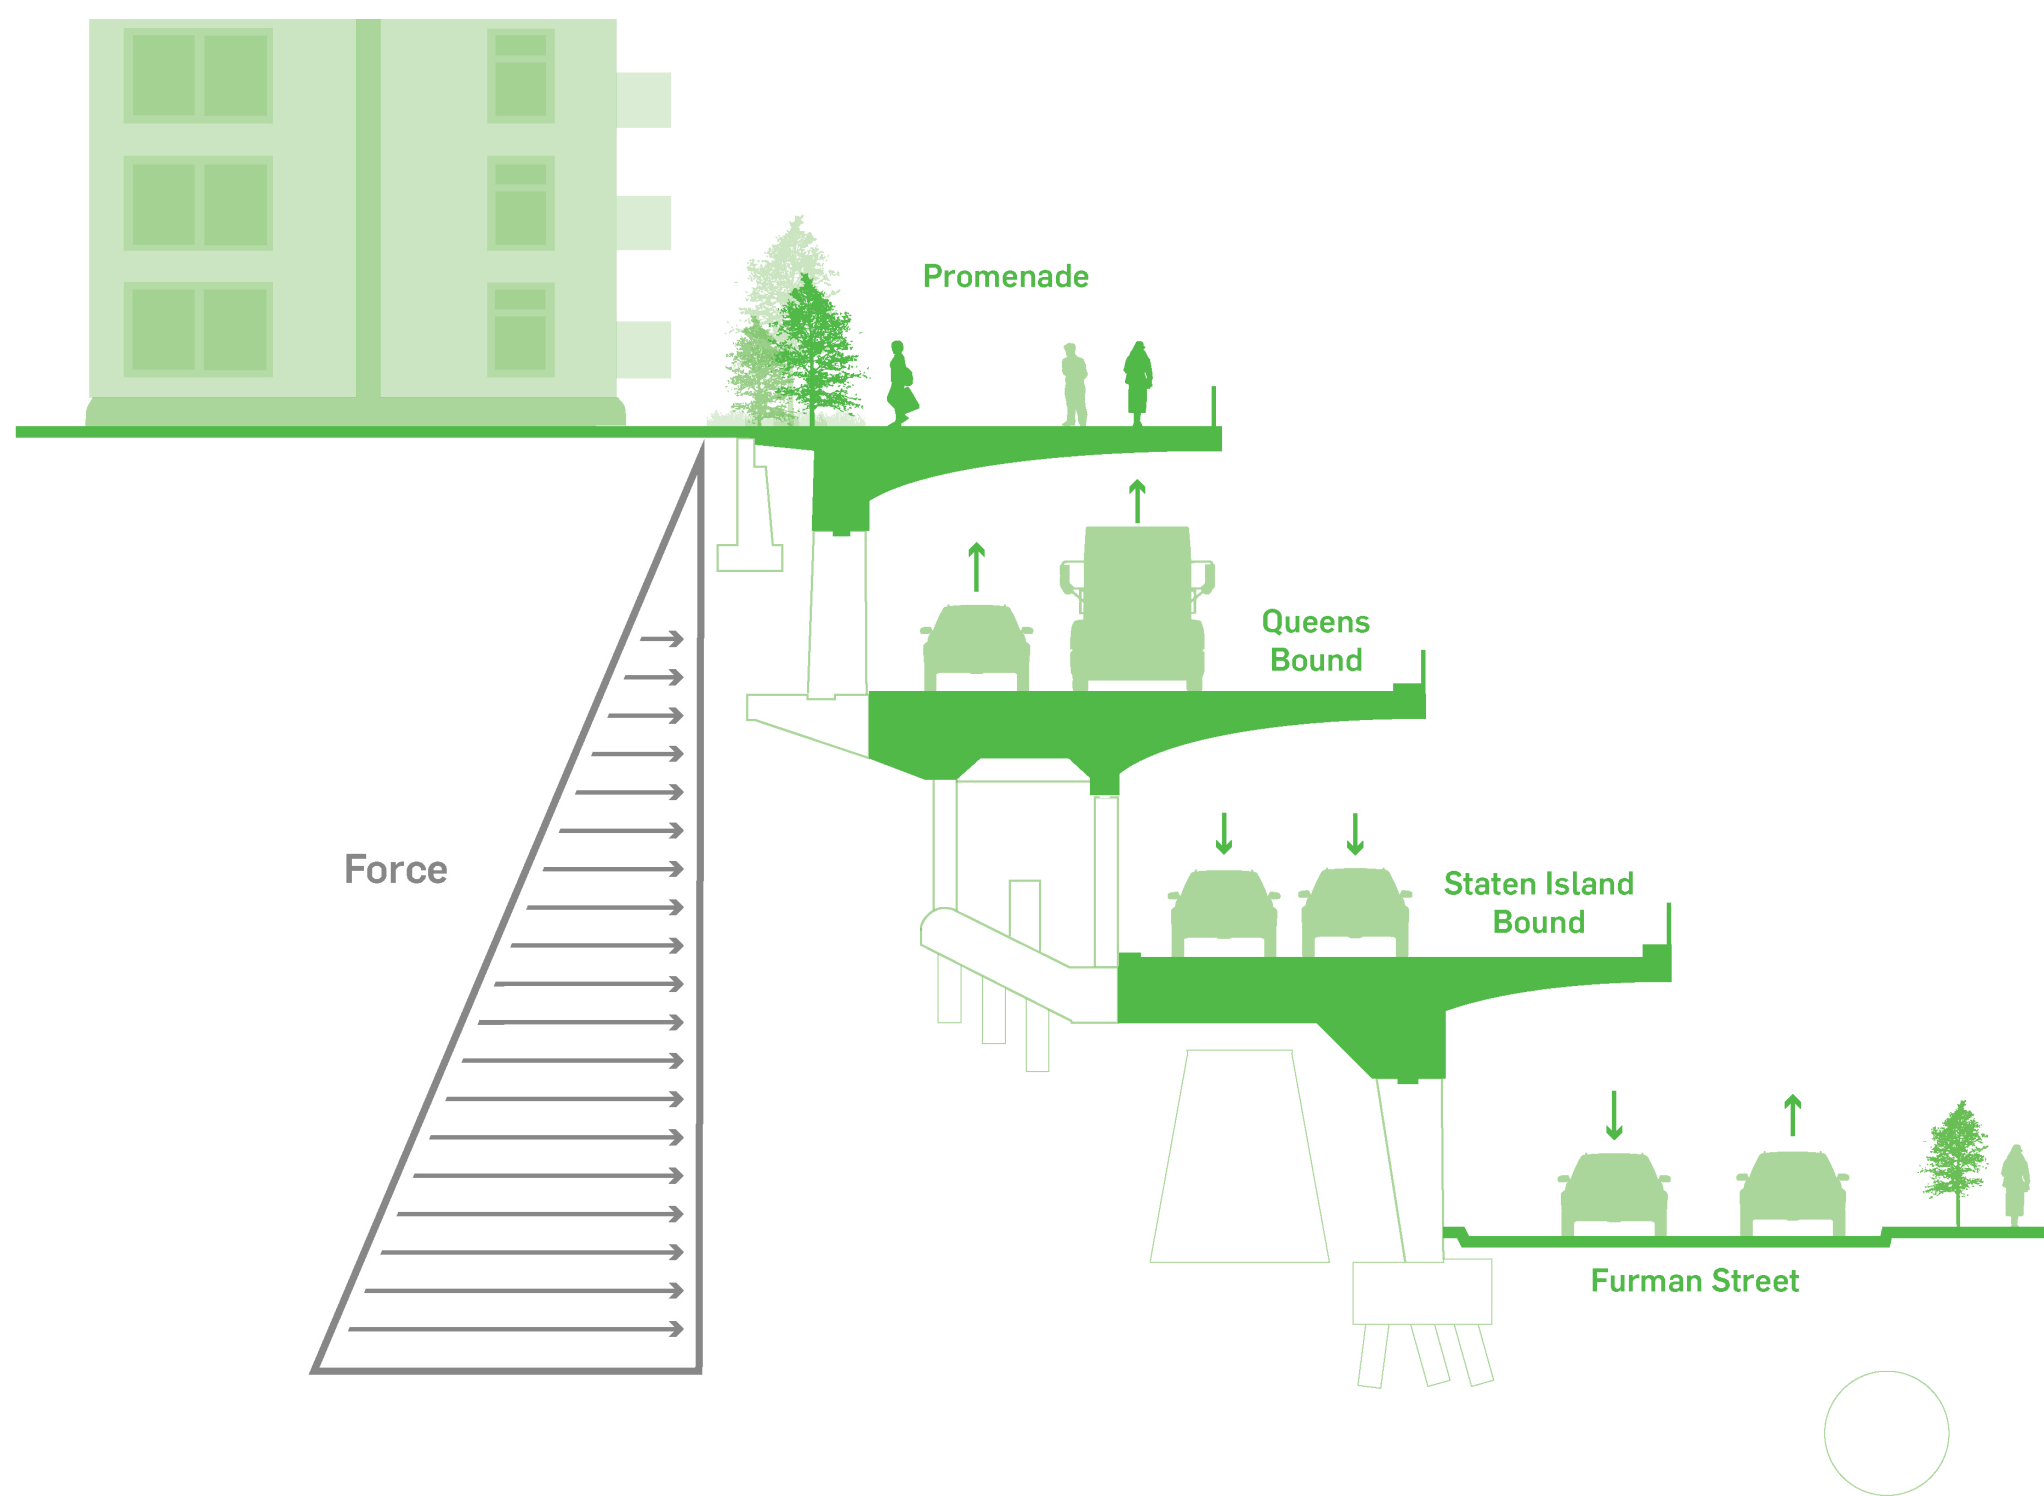 Promenade
Queens
Bound
Force
Staten Island
Bound
Furman Street